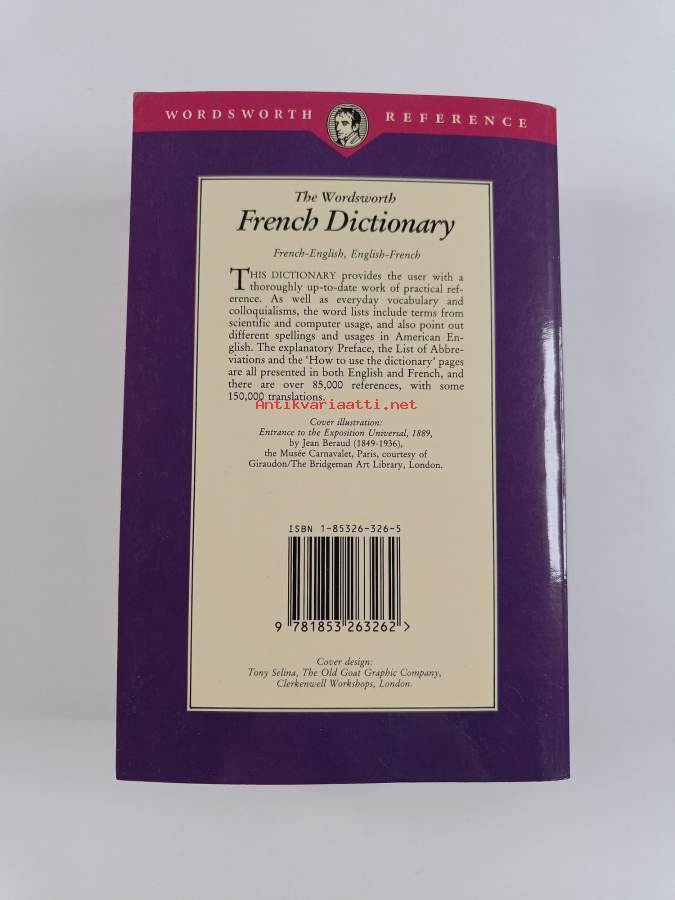 WORDSWORTH REFERENCE
The Wordsworth
French Dictionary
French-English, English-French
THIS DICTIONARY provides the user with a
thoroughly up-to-date work of practical ref-
erence. As well as everyday vocabulary and
colloquialisms, the word lists include terms from
scientific and computer usage, and also point out
different spellings and usages in American En-
glish. The explanatory Preface, the List of Abbre-
viations and the ‘How to use the dictionary’ pages
are all presented in both English and French, and
there are over 85,000 references, with some
150,000 translations.
Antikvariaatti.net
Cover illustration:
Entrance to the Exposition Universal, 1889,
by Jean Beraud (1849-1936),
the Musée Carnavalet, Paris, courtesy of
Giraudon/The Bridgeman Art Library, London.
ISBN 1-85326-326-5
9 781853 263262 >
Cover design:
Tony Selina, The Old Goat Graphic Company,
Clerkenwell Workshops, London.